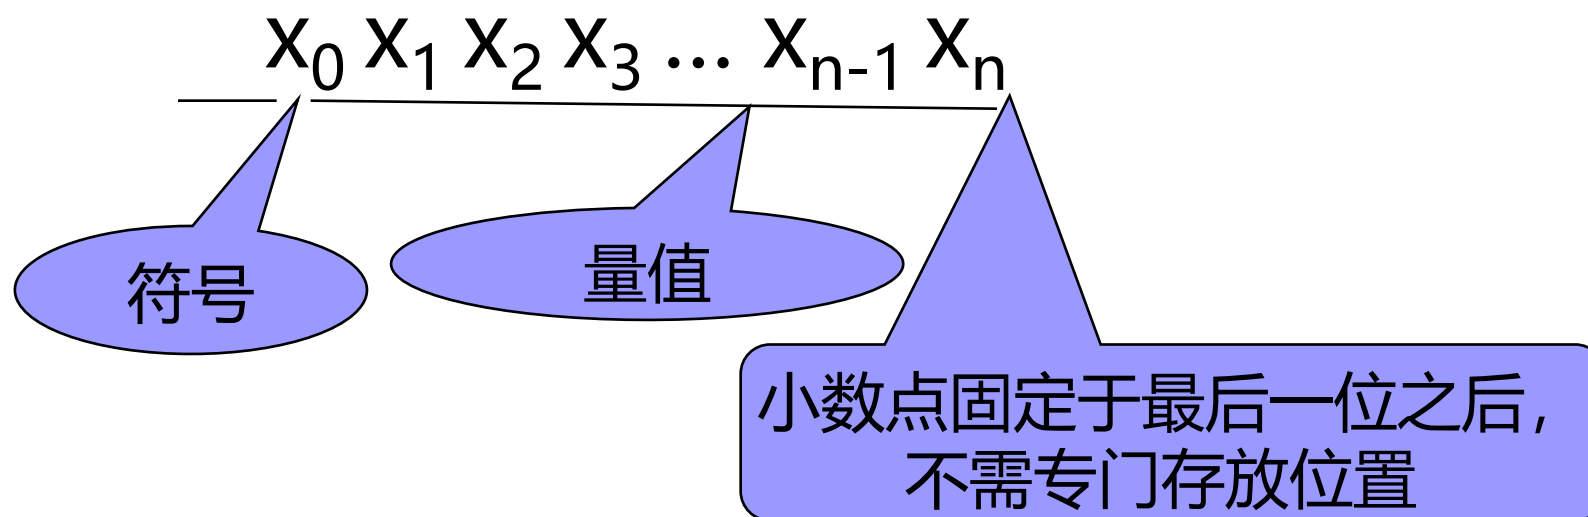 x₀ x₁ x₂ x₃ … xₙ₋₁ xₙ
符号
量值
小数点固定于最后一位之后，
不需专门存放位置